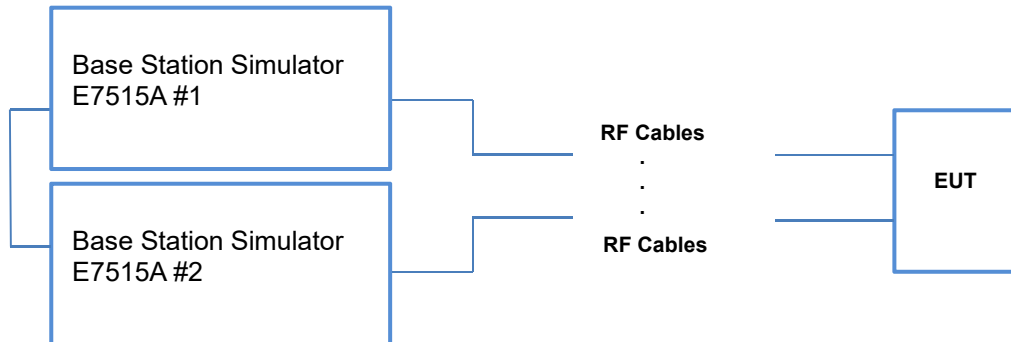 Base Station Simulator
E7515A #1
RF Cables
.
.
.
RF Cables
EUT
Base Station Simulator
E7515A #2